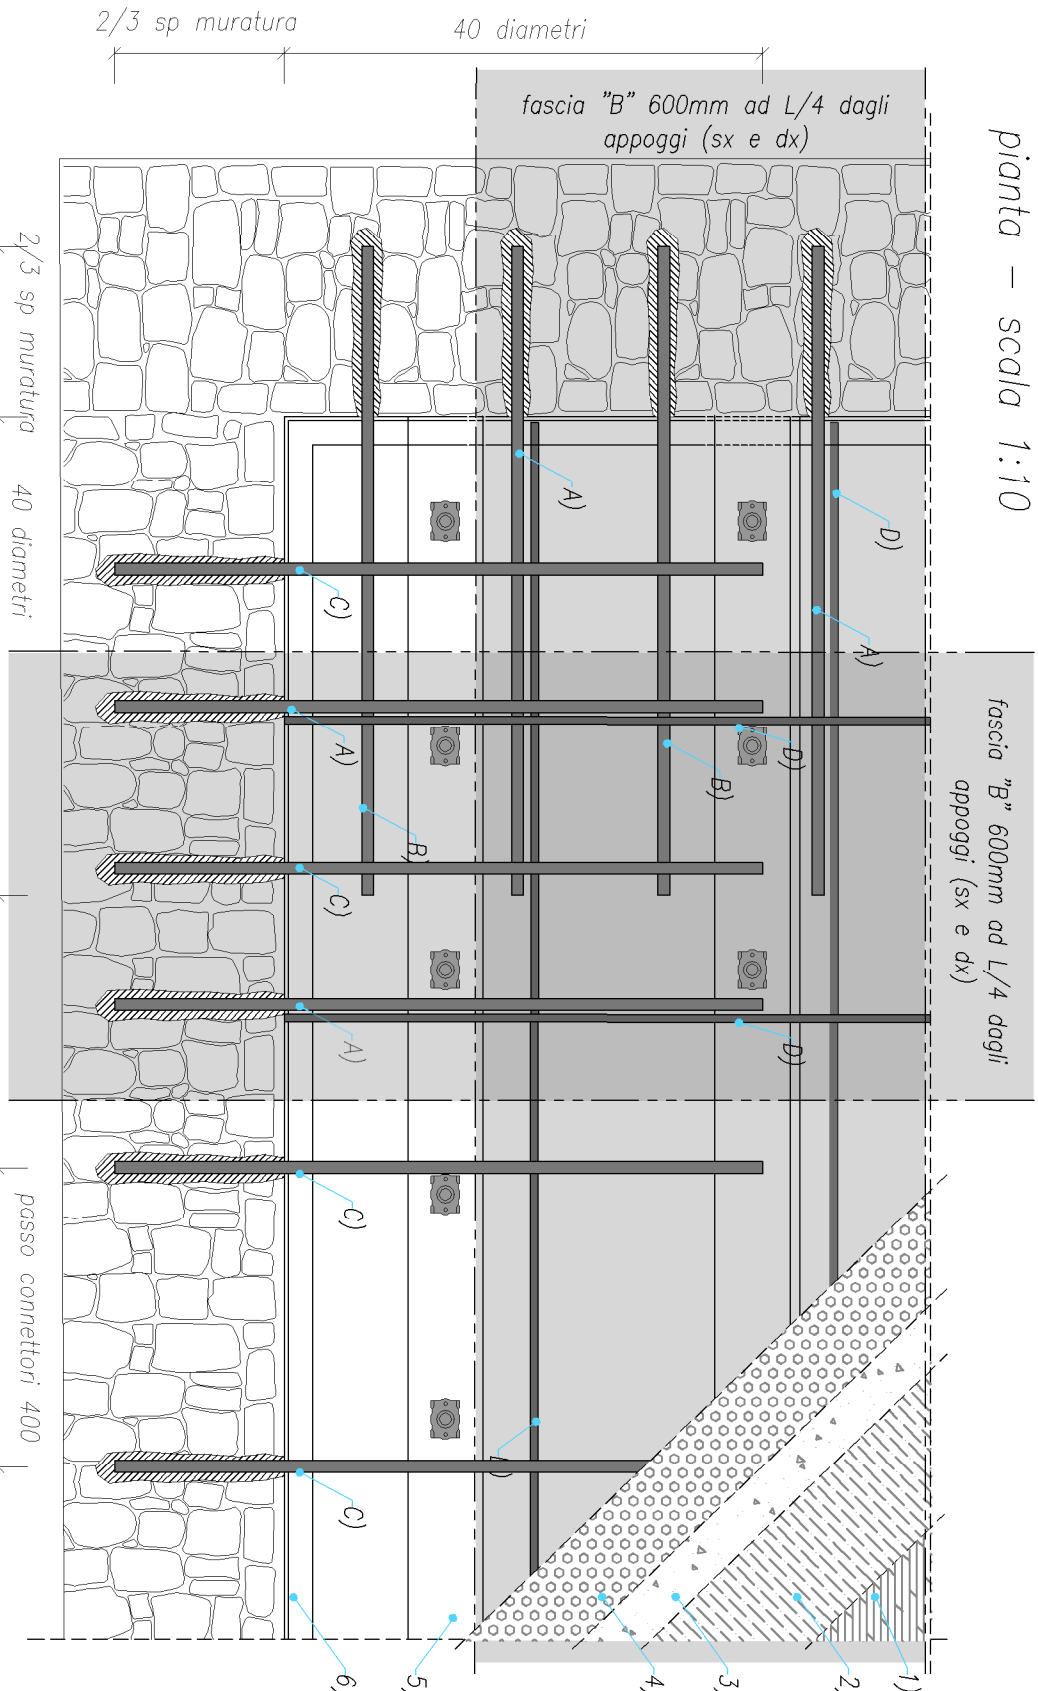 2/3 sp muratura
40 diametri
fascia "B" 600mm ad L/4 dagli
appoggi (sx e dx)
pianta - scala 1:10
fascia "B" 600mm ad L/4 dagli
appoggi (sx e dx)
2/3 sp muratura
40 diametri
passo connettori 400
A)
D)
A)
C)
A)
D)
B)
B)
C)
A)
D)
C)
D)
C)
1)
2)
3)
4)
5)
6)